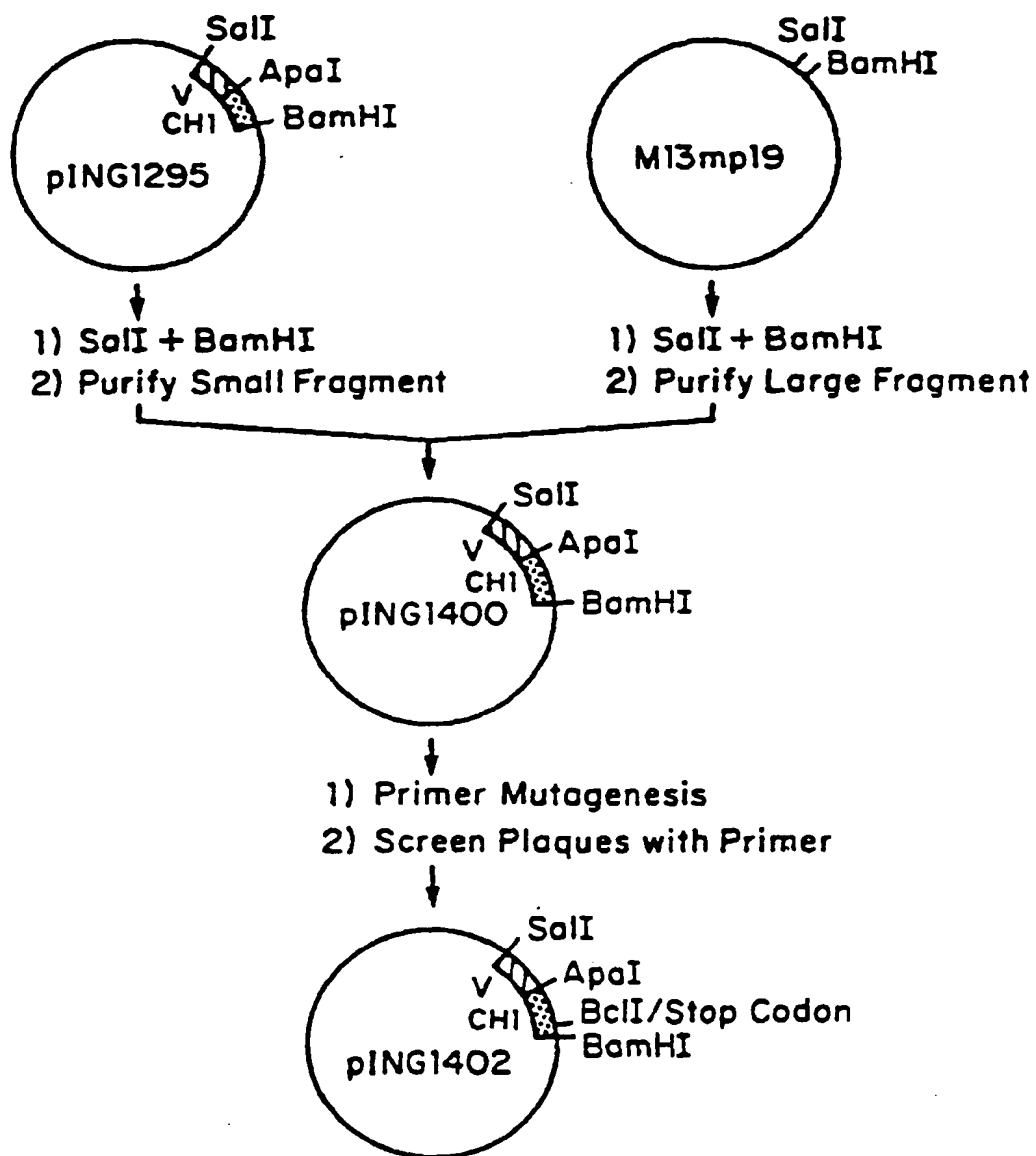 SalI
ApaI
V
CH1
BamHI
pING1295
SalI
BamHI
M13mp19
1) SalI + BamHI
2) Purify Small Fragment
1) SalI + BamHI
2) Purify Large Fragment
SalI
V
ApaI
CH1
BamHI
pING1400
1) Primer Mutagenesis
2) Screen Plaques with Primer
SalI
V
ApaI
CH1
BclI/Stop Codon
BamHI
pING1402